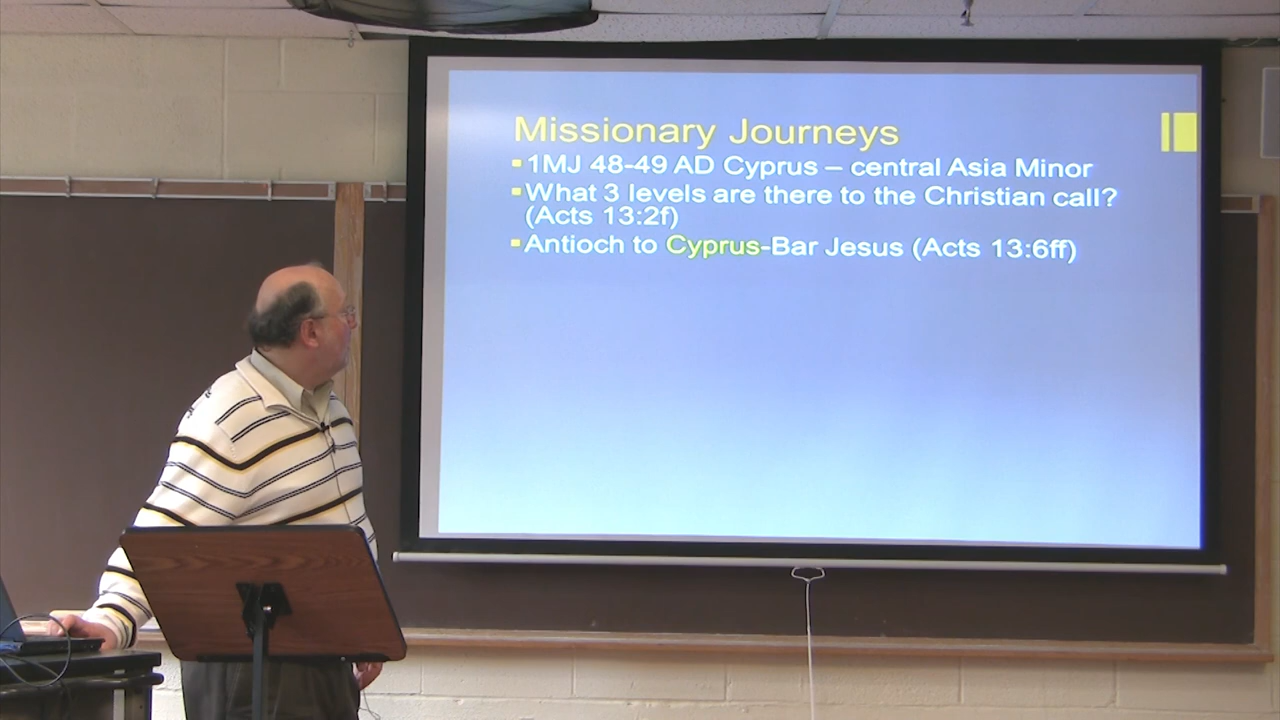 Missionary Journeys
▪1MJ 48-49 AD Cyprus – central Asia Minor
▪What 3 levels are there to the Christian call?
(Acts 13:2f)
▪Antioch to Cyprus-Bar Jesus (Acts 13:6ff)